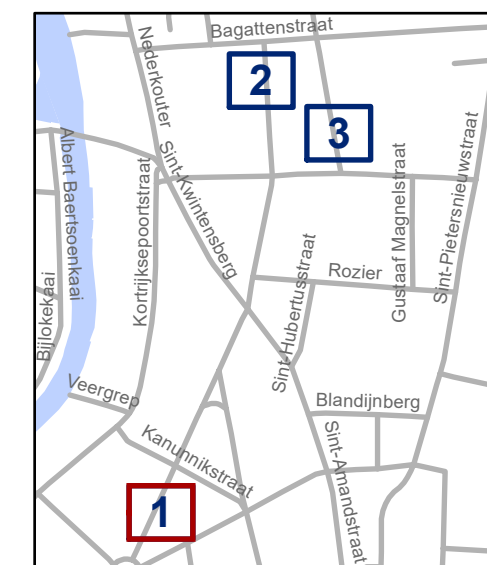 Bagattenstraat
Nederkouter
2
3
Albert Baertsoenkaai
Sint-Kwintensberg
Kortrijksepoortstraat
Gustaaf Magnelstraat
Sint-Pietersnieuwstraat
Rozier
Sint-Hubertusstraat
Bijlokekaai
Veergrep
Blandijnberg
Kanunnikstraat
Sint-Amandstraat
1